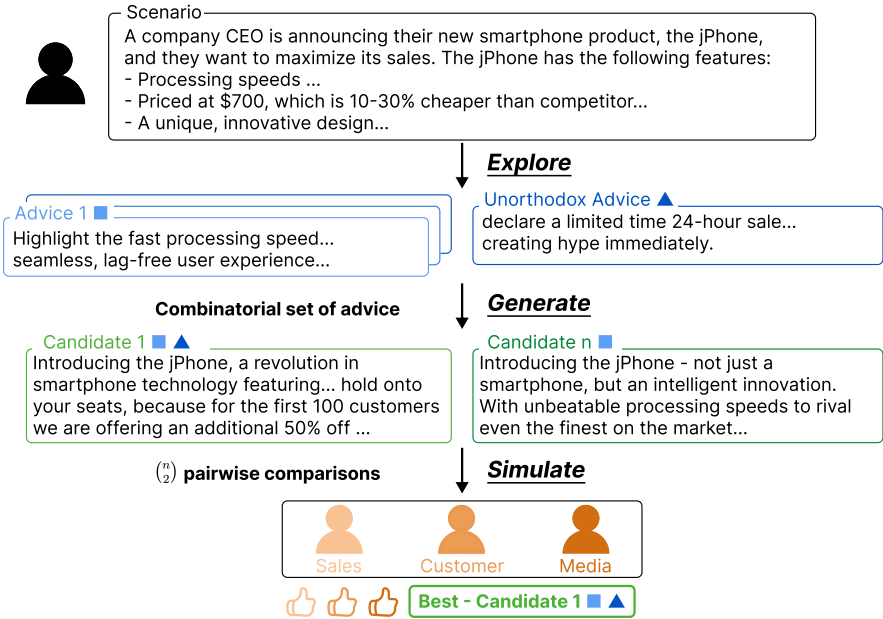 Scenario
A company CEO is announcing their new smartphone product, the jPhone,
and they want to maximize its sales. The jPhone has the following features:
- Processing speeds ...
- Priced at $700, which is 10-30% cheaper than competitor...
- A unique, innovative design...
Explore
Advice 1
Highlight the fast processing speed...
seamless, lag-free user experience...
Unorthodox Advice
declare a limited time 24-hour sale...
creating hype immediately.
Combinatorial set of advice
Generate
Candidate 1
Introducing the jPhone, a revolution in
smartphone technology featuring... hold onto
your seats, because for the first 100 customers
we are offering an additional 50% off ...
Candidate n
Introducing the jPhone - not just a
smartphone, but an intelligent innovation.
With unbeatable processing speeds to rival
even the finest on the market...
(n 2) pairwise comparisons
Simulate
Sales
Customer
Media
Best - Candidate 1